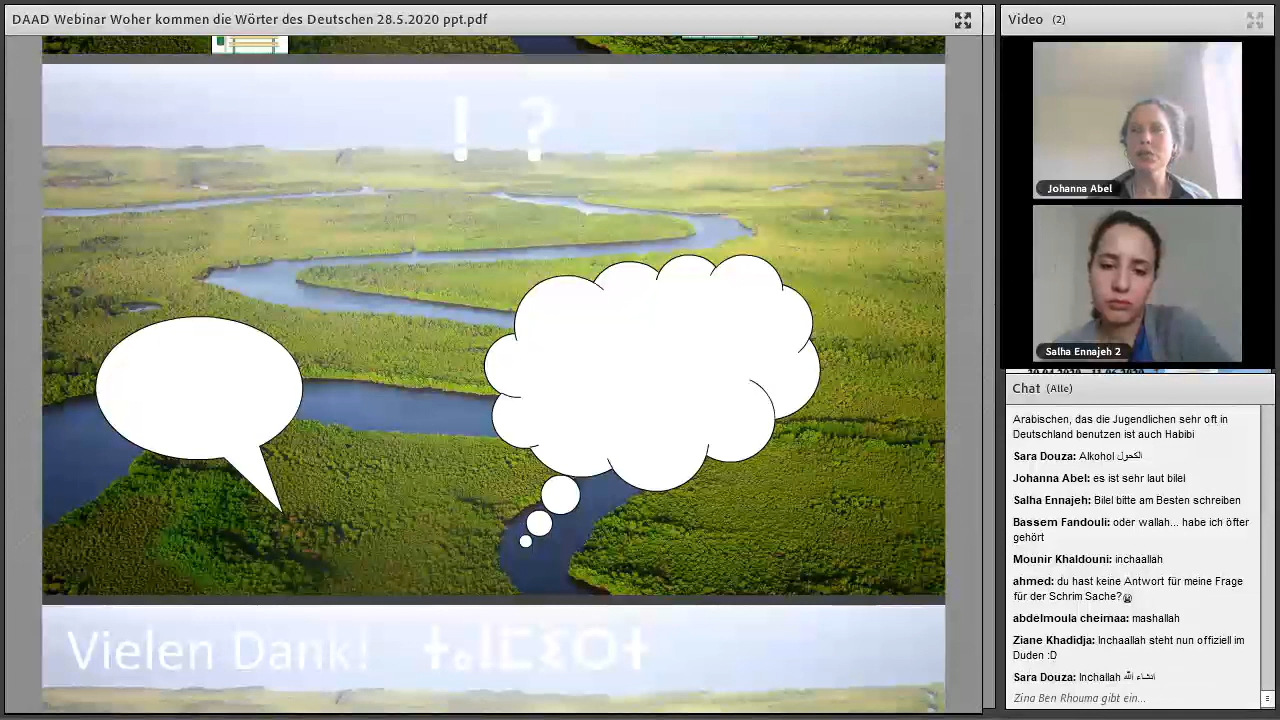 DAAD Webinar Woher kommen die Wörter des Deutschen 28.5.2020 ppt.pdf
! ?
Vielen Dank! ⵜⴰⵏⵎⵉⵔⵜ
Video (2)
Johanna Abel
Salha Ennajeh 2
Chat (Alle)
Arabischen, das die Jugendlichen sehr oft in
Deutschland benutzen ist auch Habibi
Sara Douza: Alkohol الكحول
Johanna Abel: es ist sehr laut bilel
Salha Ennajeh: Bilel bitte am Besten schreiben
Bassem Fandouli: oder wallah... habe ich öfter
gehört
Mounir Khaldouni: inchaallah
ahmed: du hast keine Antwort für meine Frage
für der Schrim Sache?
abdelmoula cheimaa: mashallah
Ziane Khadidja: Inchaallah steht nun offiziell im
Duden :D
Sara Douza: Inchallah انشاء الله
Zina Ben Rhouma gibt ein...